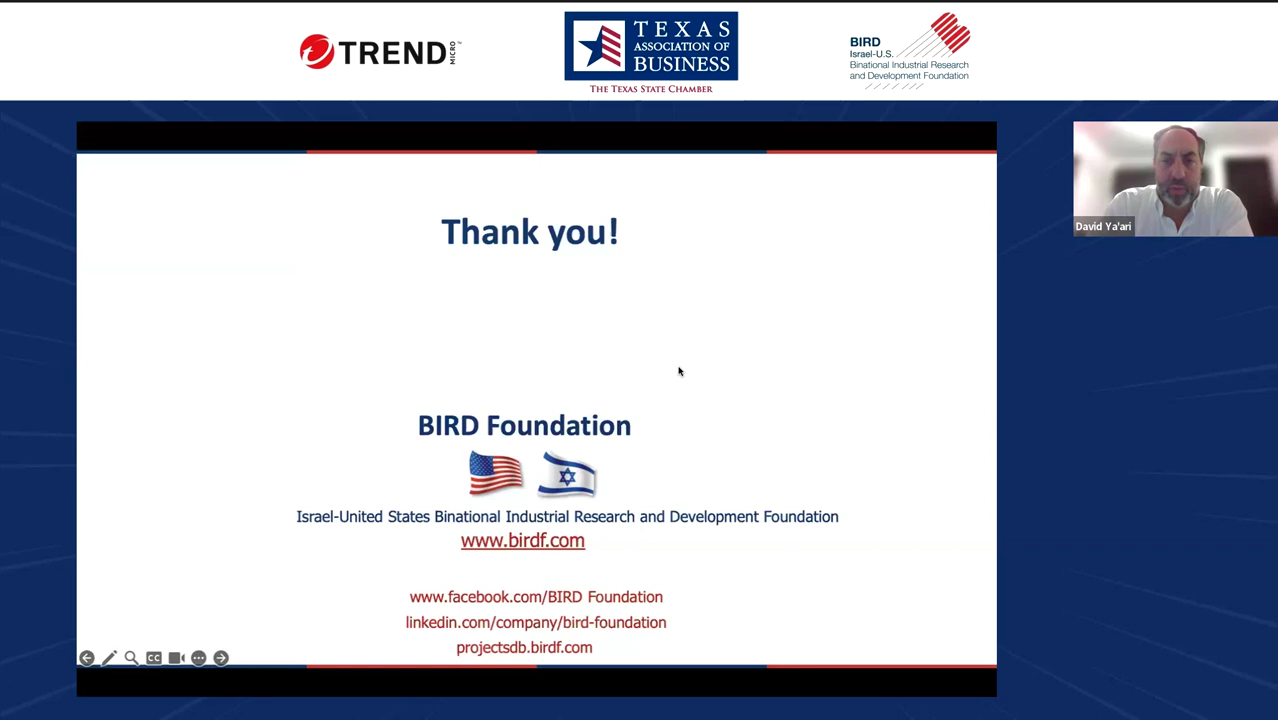 TREND MICRO™
TEXAS
ASSOCIATION OF
BUSINESS
THE TEXAS STATE CHAMBER
BIRD
Israel-U.S.
Binational Industrial Research
and Development Foundation
David Ya'ari
Thank you!
BIRD Foundation
Israel-United States Binational Industrial Research and Development Foundation
www.birdf.com
www.facebook.com/BIRD Foundation
linkedin.com/company/bird-foundation
projectsdb.birdf.com
CC